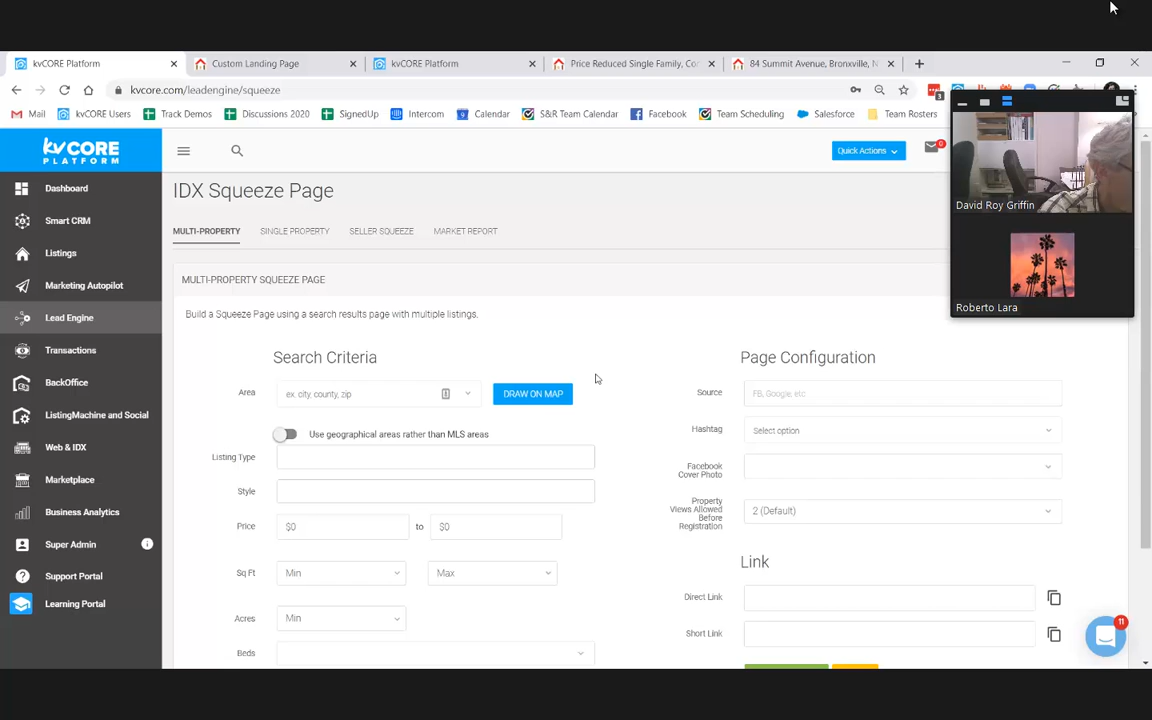 kvCORE Platform
Custom Landing Page
kvCORE Platform
Price Reduced Single Family, Co
84 Summit Avenue, Bronxville, N
kvcore.com/leadengine/squeeze
3
Mail
kvCORE Users
Track Demos
Discussions 2020
SignedUp
Intercom
Calendar
S&R Team Calendar
Facebook
Team Scheduling
Salesforce
Team Rosters
kvCORE
PLATFORM
Quick Actions
0
David Roy Griffin
Roberto Lara
Dashboard
Smart CRM
Listings
Marketing Autopilot
Lead Engine
Transactions
BackOffice
ListingMachine and Social
Web & IDX
Marketplace
Business Analytics
Super Admin
Support Portal
Learning Portal
IDX Squeeze Page
MULTI-PROPERTY
SINGLE PROPERTY
SELLER SQUEEZE
MARKET REPORT
MULTI-PROPERTY SQUEEZE PAGE
Build a Squeeze Page using a search results page with multiple listings.
Search Criteria
Area
ex. city, county, zip
DRAW ON MAP
Use geographical areas rather than MLS areas
Listing Type
Style
Price
$0
to
$0
Sq Ft
Min
Max
Acres
Min
Beds
Page Configuration
Source
FB, Google, etc
Hashtag
Select option
Facebook
Cover Photo
Property
Views Allowed
Before
Registration
2 (Default)
Link
Direct Link
Short Link
11